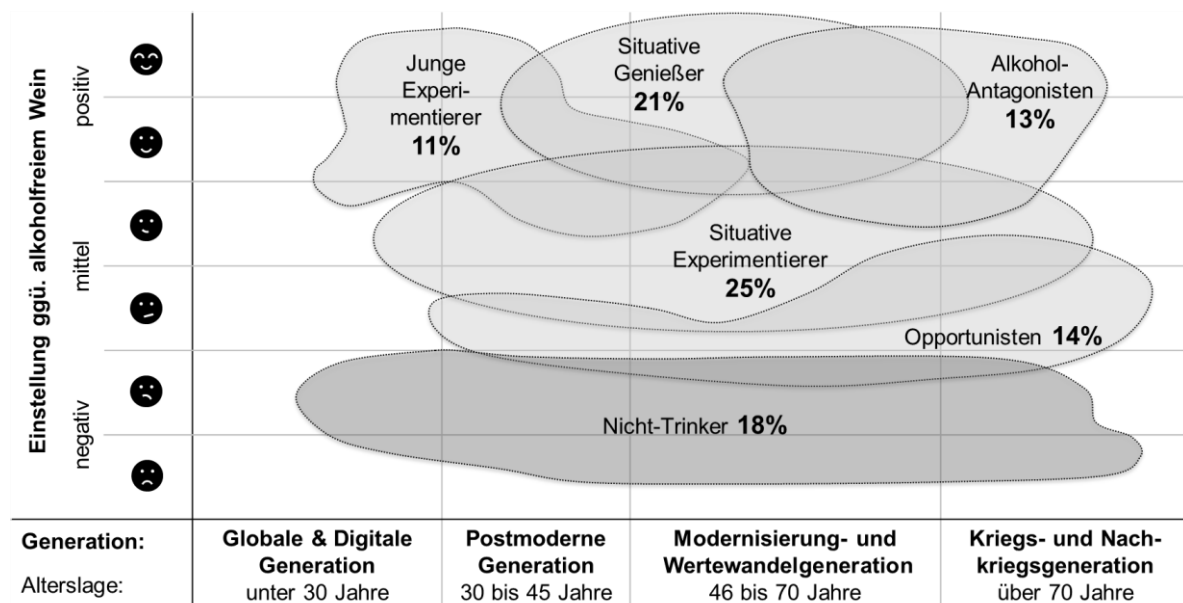 Einstellung ggü. alkoholfreiem Wein
positiv
mittel
negativ
Junge
Experi-
mentierer
11%
Situative
Genießer
21%
Alkohol-
Antagonisten
13%
Situative
Experimentierer
25%
Opportunisten 14%
Nicht-Trinker 18%
Generation:
Globale & Digitale
Generation
Postmoderne
Generation
Modernisierung- und
Wertewandelgeneration
Kriegs- und Nach-
kriegsgeneration
Alterslage:
unter 30 Jahre
30 bis 45 Jahre
46 bis 70 Jahre
über 70 Jahre